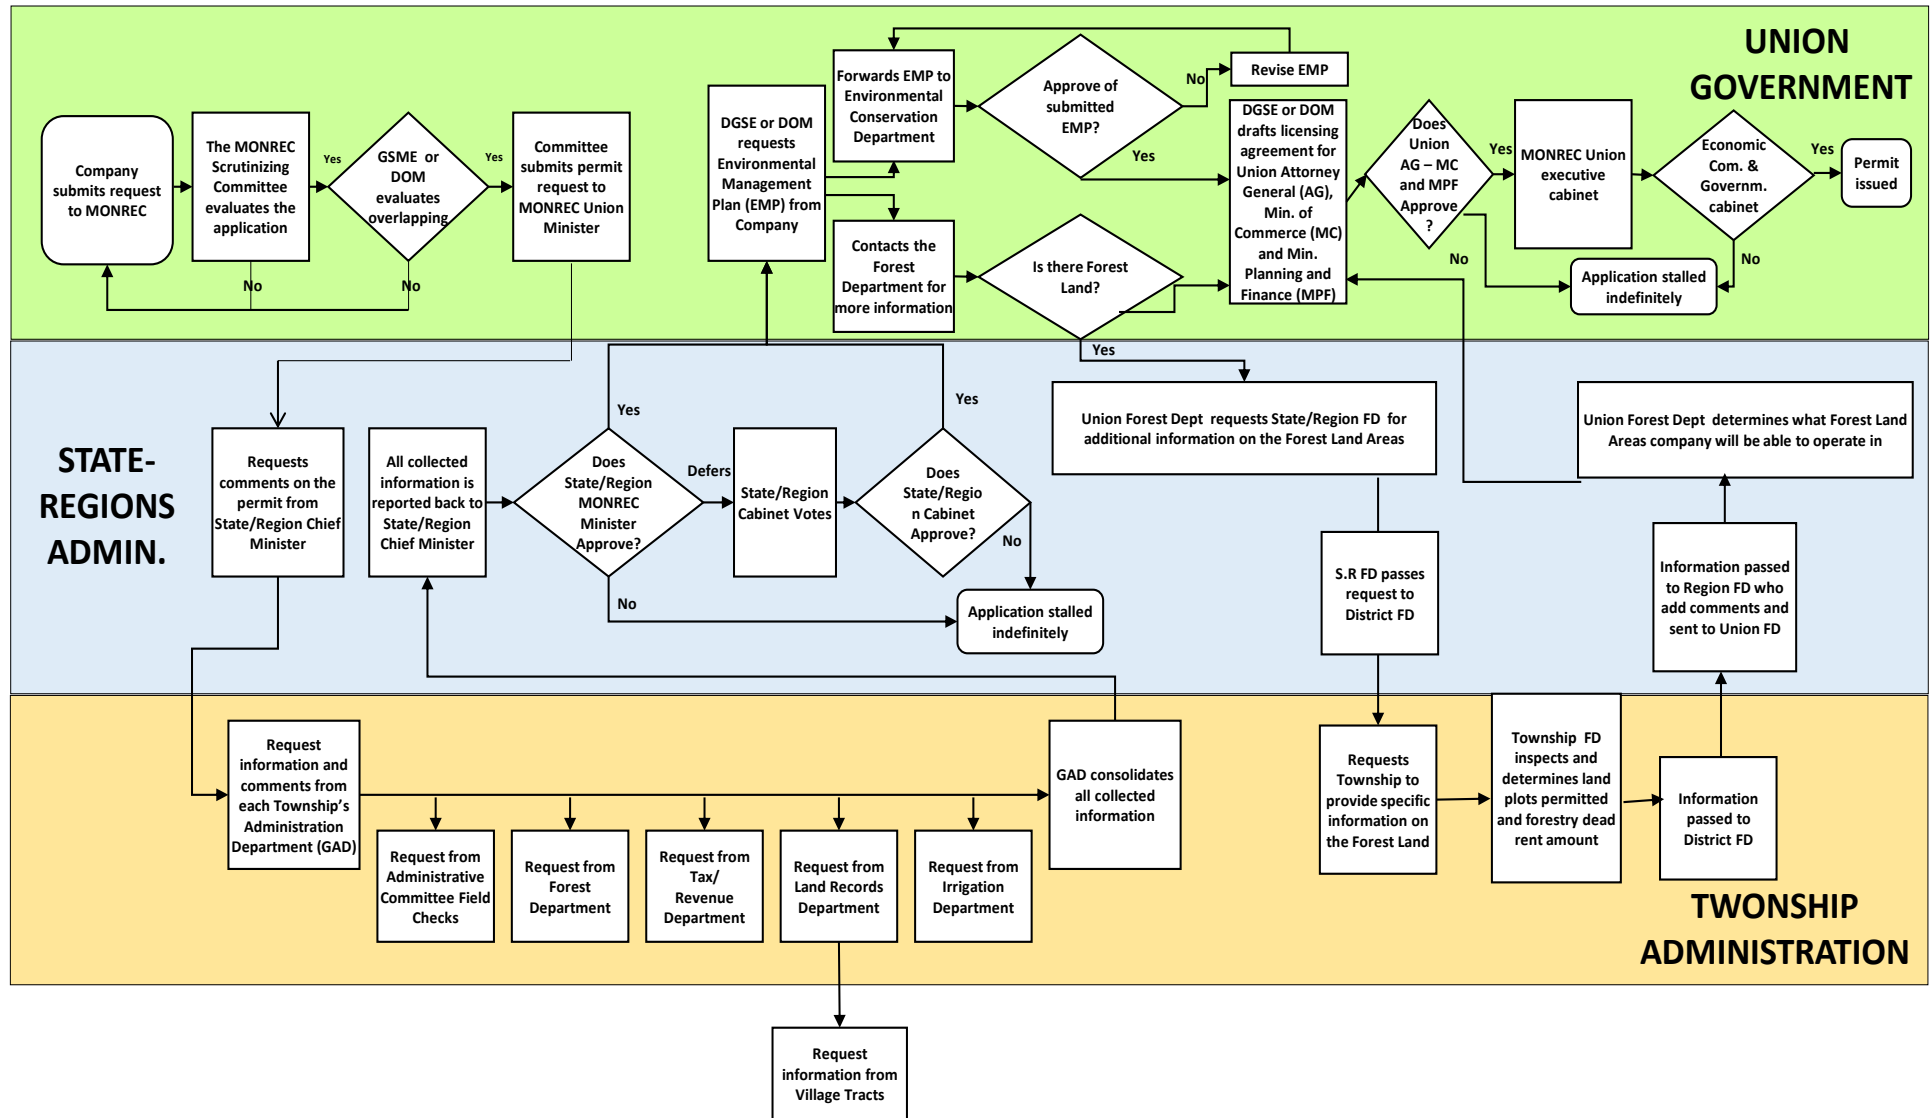 UNION
GOVERNMENT
Company
submits request
to MONREC
The MONREC
Scrutinizing
Committee
evaluates the
application
Yes
No
GSME or
DOM
evaluates
overlapping
Yes
No
Committee
submits permit
request to
MONREC Union
Minister
DGSE or DOM
requests
Environmental
Management
Plan (EMP) from
Company
Forwards EMP to
Environmental
Conservation
Department
Approve of
submitted
EMP?
No
Revise EMP
Yes
Contacts the
Forest
Department for
more information
Is there Forest
Land?
Yes
DGSE or DOM
drafts licensing
agreement for
Union Attorney
General (AG),
Min. of
Commerce (MC)
and Min.
Planning and
Finance (MPF)
Does
Union
AG – MC
and MPF
Approve
?
Yes
No
MONREC Union
executive
cabinet
Economic
Com. &
Governm.
cabinet
Yes
No
Permit
issued
Application stalled
indefinitely
STATE-
REGIONS
ADMIN.
Requests
comments on the
permit from
State/Region Chief
Minister
All collected
information is
reported back to
State/Region
Chief Minister
Does
State/Region
MONREC
Minister
Approve?
Yes
Defers
No
State/Region
Cabinet Votes
Does
State/Regio
n Cabinet
Approve?
Yes
No
Application stalled
indefinitely
Union Forest Dept requests State/Region FD for
additional information on the Forest Land Areas
S.R FD passes
request to
District FD
Union Forest Dept determines what Forest Land
Areas company will be able to operate in
Information passed
to Region FD who
add comments and
sent to Union FD
Request
information and
comments from
each Township’s
Administration
Department (GAD)
Request from
Administrative
Committee Field
Checks
Request from
Forest
Department
Request from
Tax/
Revenue
Department
Request from
Land Records
Department
Request from
Irrigation
Department
GAD consolidates
all collected
information
Requests
Township to
provide specific
information on
the Forest Land
Township FD
inspects and
determines land
plots permitted
and forestry dead
rent amount
Information
passed to
District FD
TWONSHIP
ADMINISTRATION
Request
information from
Village Tracts